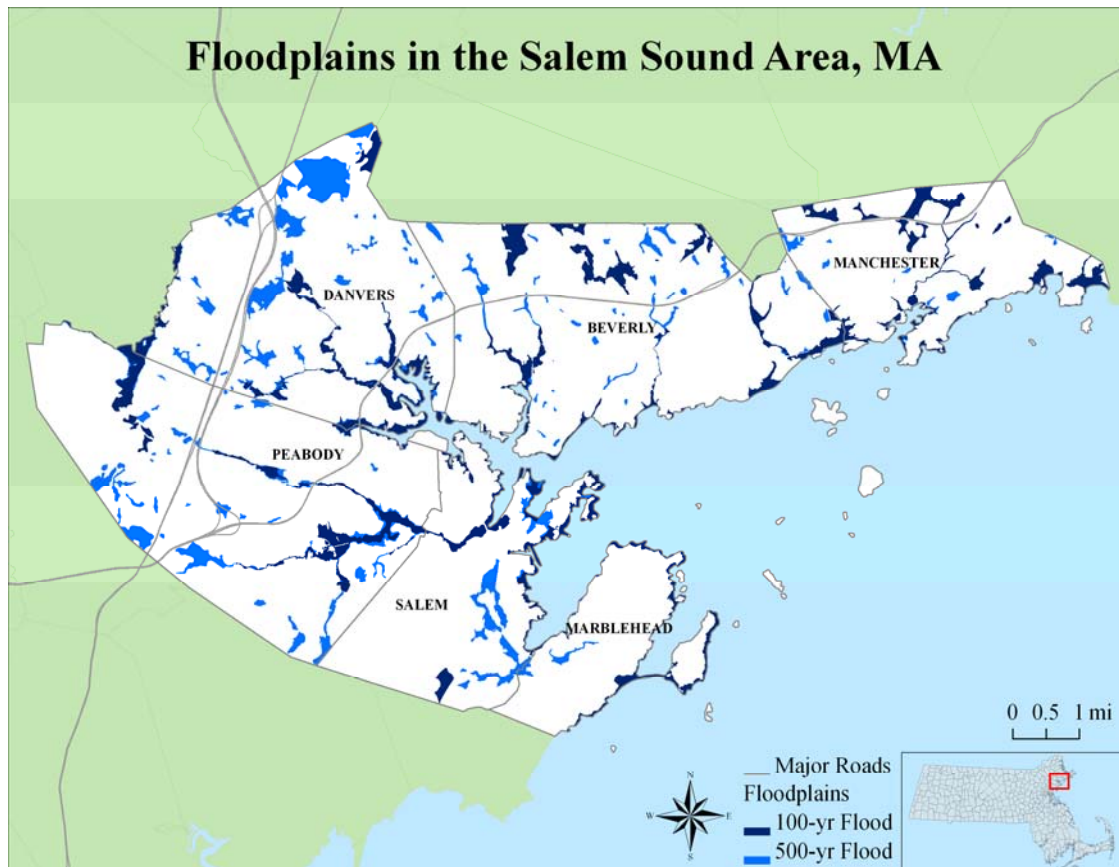 Floodplains in the Salem Sound Area, MA
MANCHESTER
DANVERS
BEVERLY
PEABODY
SALEM
MARBLEHEAD
0 0.5 1 mi
Major Roads
Floodplains
100-yr Flood
500-yr Flood
N
W E
S